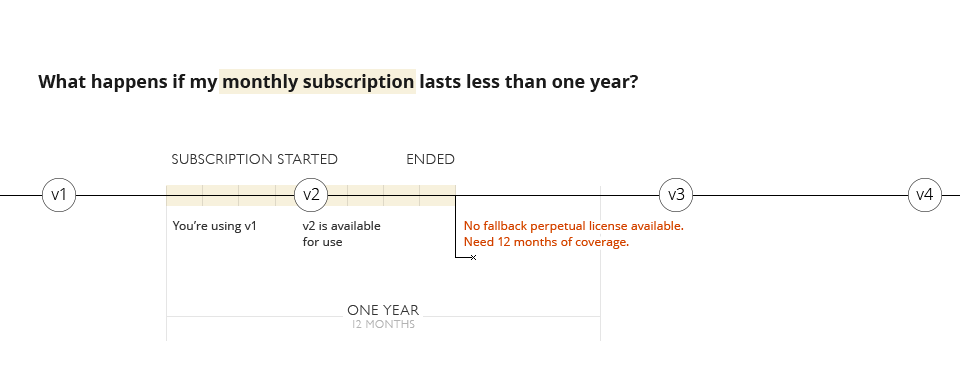 What happens if my monthly subscription lasts less than one year?
SUBSCRIPTION STARTED
ENDED
v1
v2
v3
v4
You’re using v1
v2 is available
for use
No fallback perpetual license available.
Need 12 months of coverage.
ONE YEAR
12 MONTHS